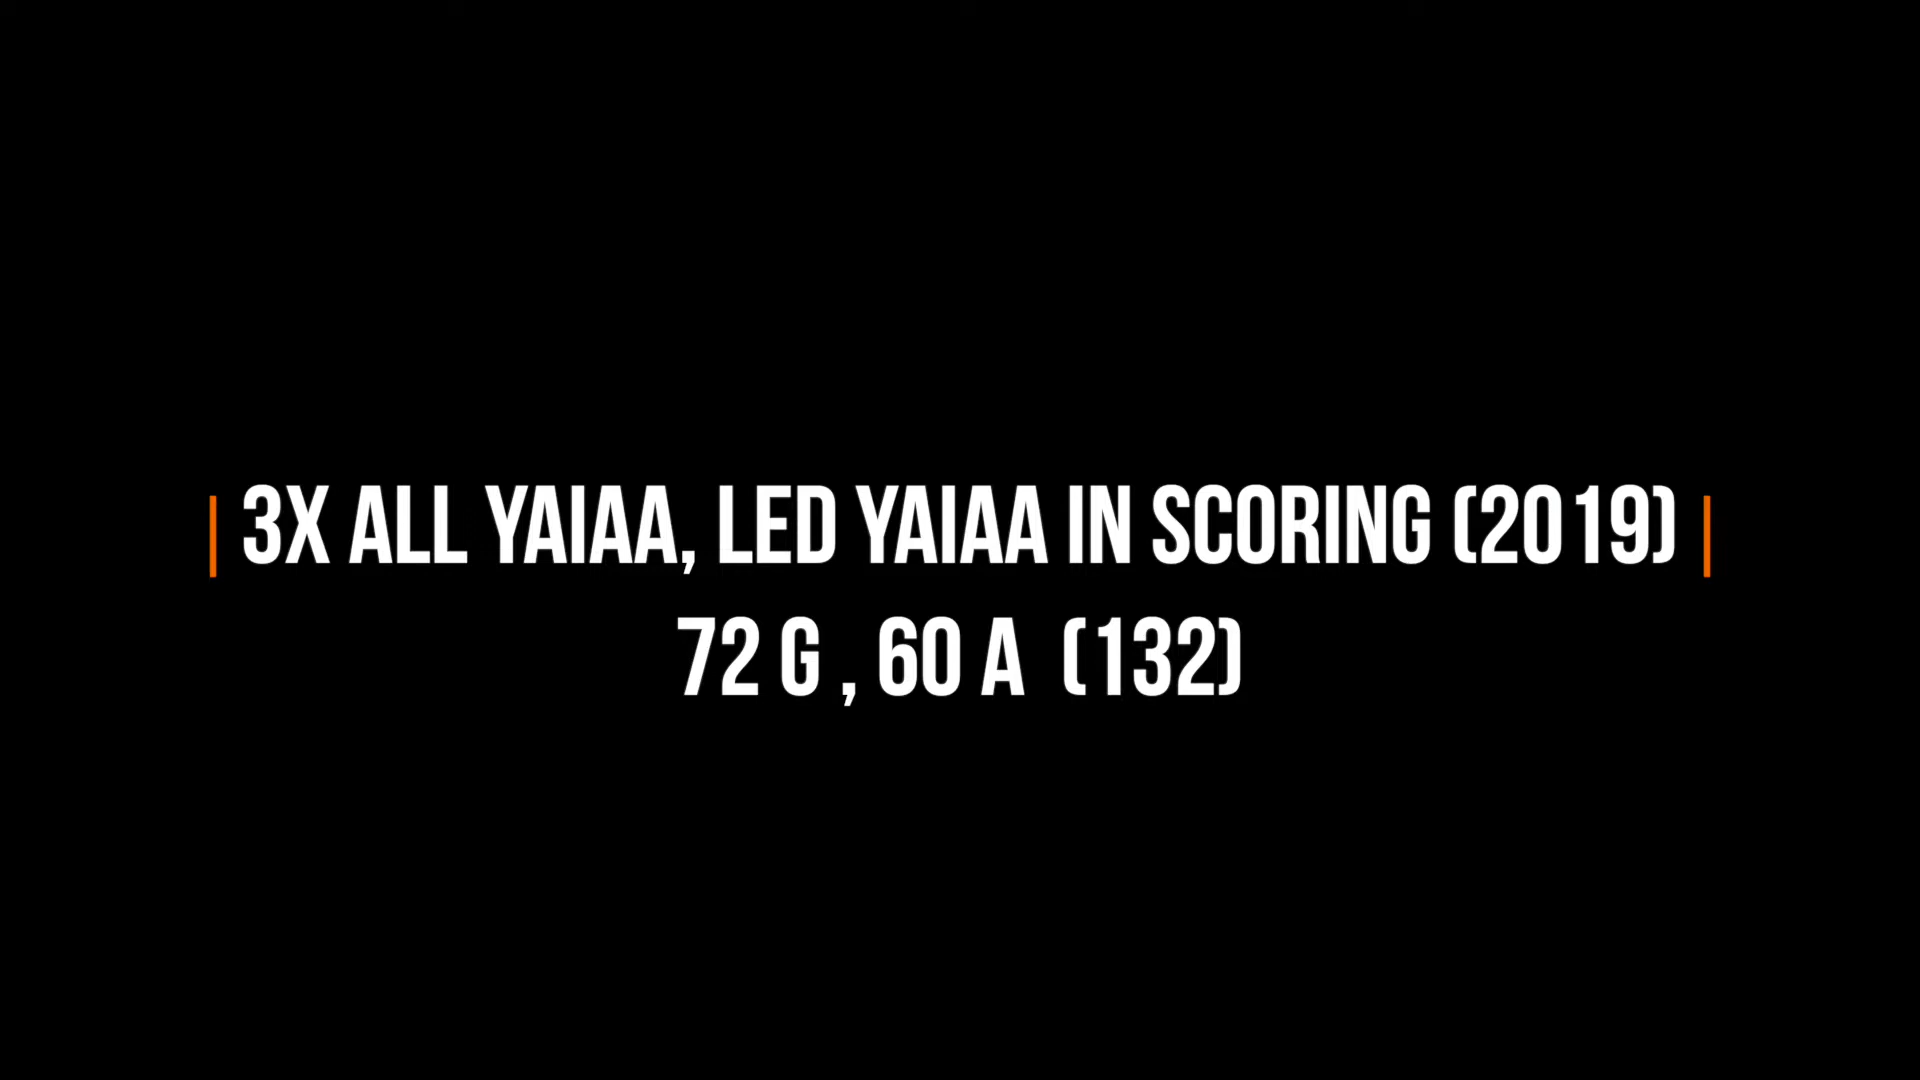 3X ALL YAIAA, LED YAIAA IN SCORING (2019)
72 G , 60 A  (132)